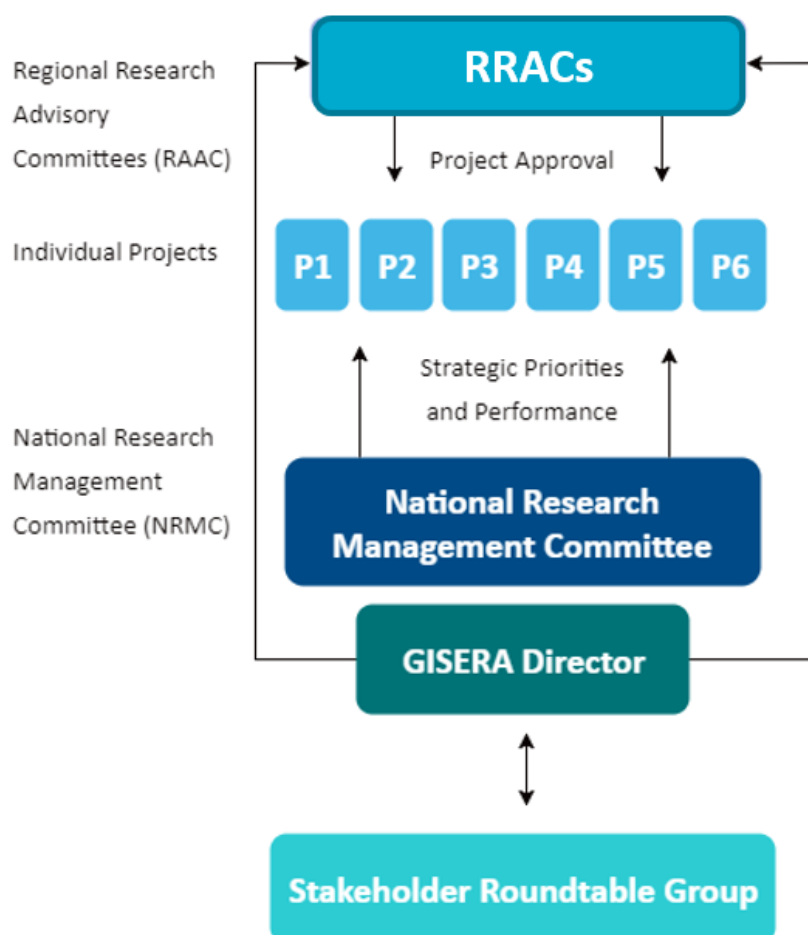 RRACs
Regional Research
Advisory
Committees (RAAC)
Project Approval
Individual Projects
P1 P2 P3 P4 P5 P6
Strategic Priorities
and Performance
National Research
Management
Committee (NRMC)
National Research
Management Committee
GISERA Director
Stakeholder Roundtable Group